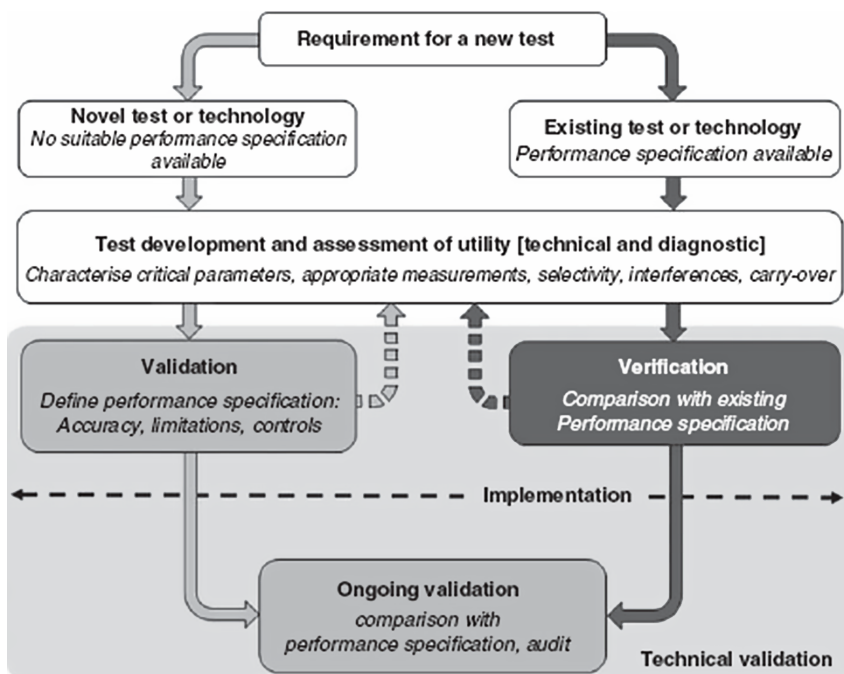 Requirement for a new test
Novel test or technology
No suitable performance specification
available
Existing test or technology
Performance specification available
Test development and assessment of utility [technical and diagnostic]
Characterise critical parameters, appropriate measurements, selectivity, interferences, carry-over
Validation
Define performance specification:
Accuracy, limitations, controls
Verification
Comparison with existing
Performance specification
Implementation
Ongoing validation
comparison with
performance specification, audit
Technical validation